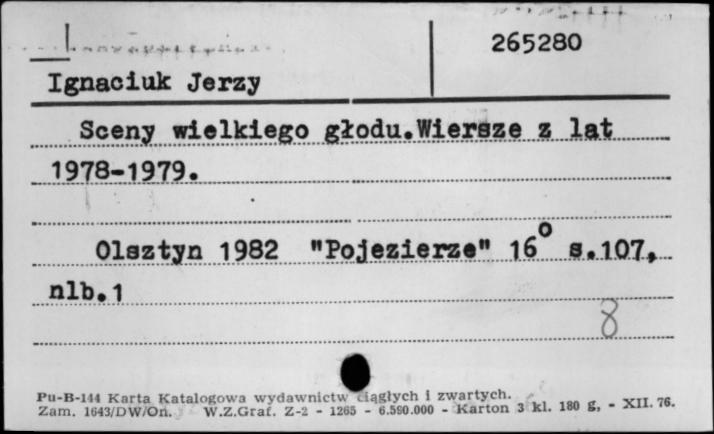 265280
Ignaciuk Jerzy
Sceny wielkiego głodu.Wiersze z lat
1978-1979.
Olsztyn 1982 "Pojezierze" 16° s.107,
nlb.1
8
Pu-B-144 Karta Katalogowa wydawnictw ciągłych i zwartych.
Zam. 1643/DW/On. W.Z.Graf. Z-2 - 1265 - 6.590.000 - Karton 3 kl. 180 g, - XII. 76.